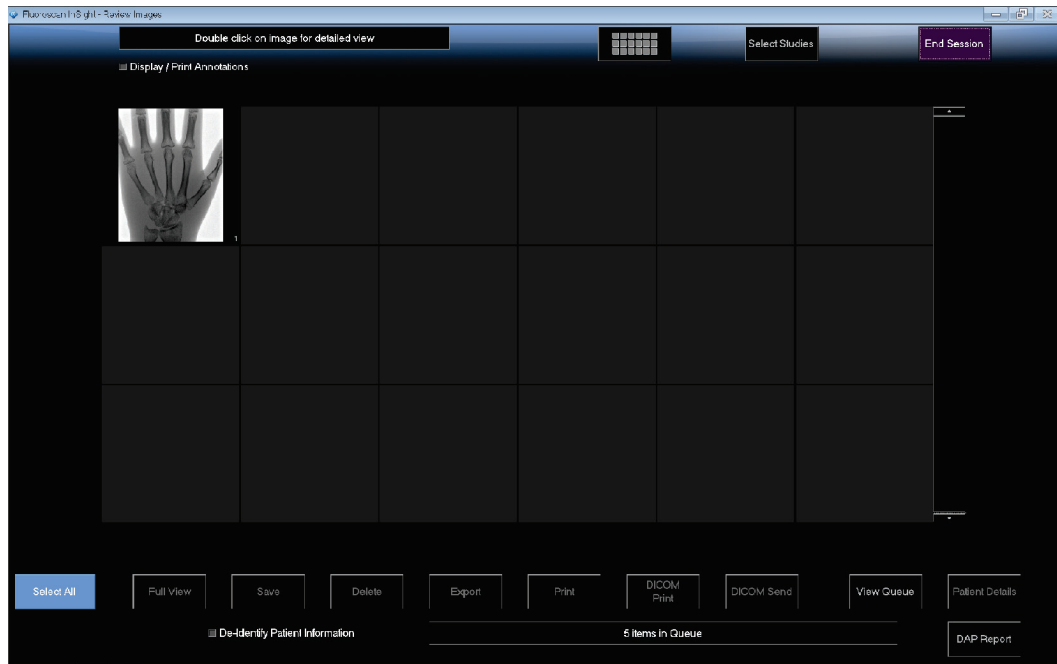 Fluoroscan InSight - Review Images
Double click on image for detailed view
Select Studies
End Session
Display / Print Annotations
1
Select All
Full View
Save
Delete
Export
Print
DICOM
Print
DICOM Send
View Queue
Patient Details
De-Identify Patient Information
5 items in Queue
DAP Report